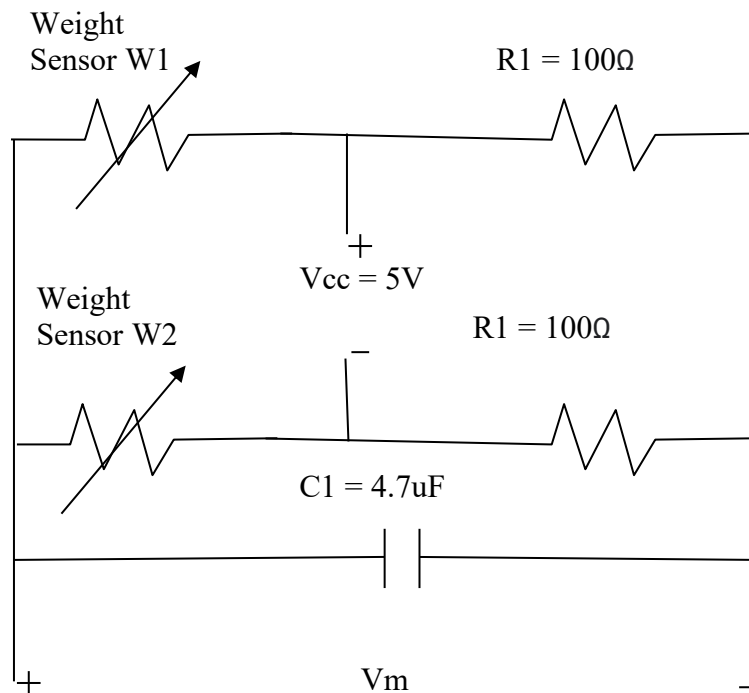 Weight
Sensor W1
R1 = 100Ω
+
Vcc = 5V
Weight
Sensor W2
R1 = 100Ω
-
C1 = 4.7uF
+
Vm
-